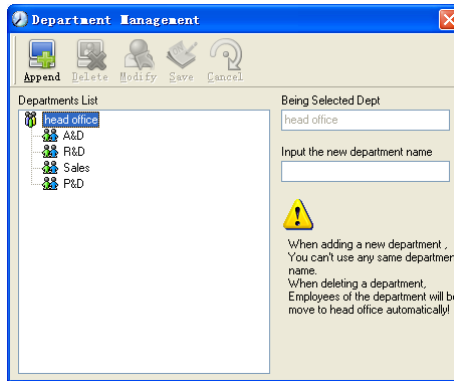 Department Management
Append Delete Modify Save Cancel
Departments List
head office
A&D
R&D
Sales
P&D
Being Selected Dept
head office
Input the new department name
When adding a new department ,
You can't use any same departmen
name.
When deleting a department,
Employees of the department will be
move to head office automatically!